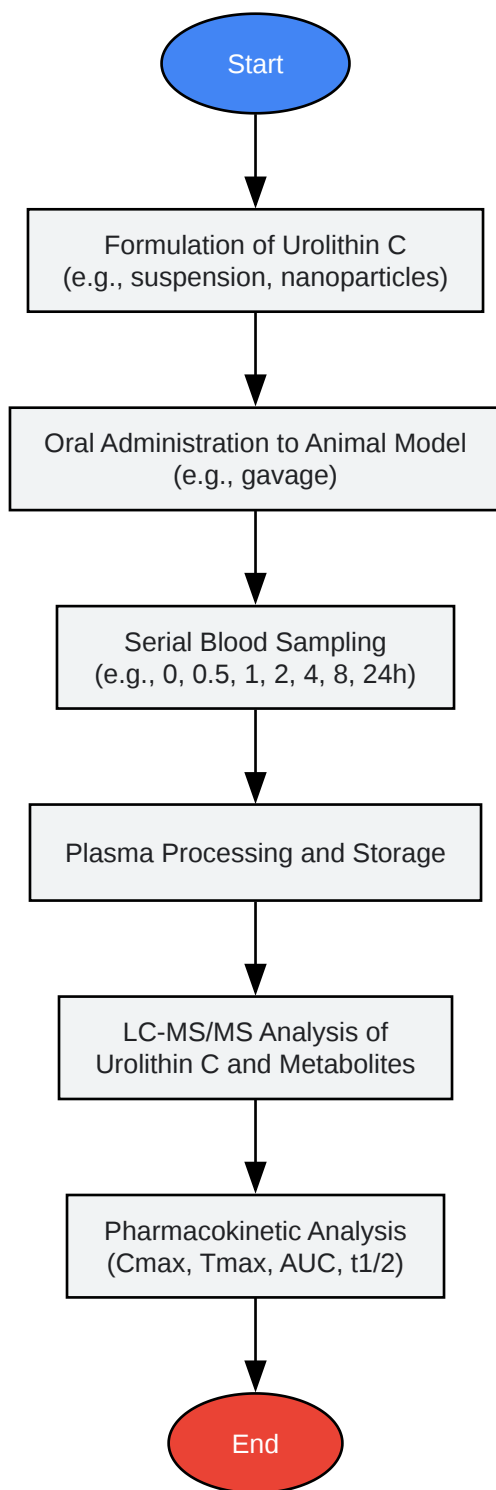 Start
Formulation of Urolithin C
(e.g., suspension, nanoparticles)
Oral Administration to Animal Model
(e.g., gavage)
Serial Blood Sampling
(e.g., 0, 0.5, 1, 2, 4, 8, 24h)
Plasma Processing and Storage
LC-MS/MS Analysis of
Urolithin C and Metabolites
Pharmacokinetic Analysis
(Cmax, Tmax, AUC, t1/2)
End